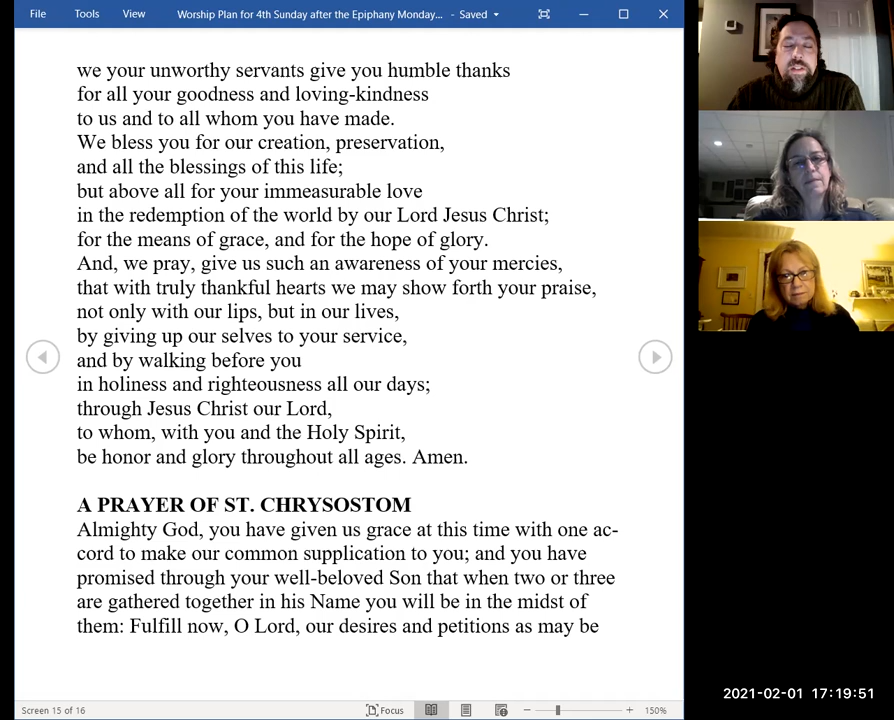 File Tools View Worship Plan for 4th Sunday after the Epiphany Monday... - Saved
we your unworthy servants give you humble thanks
for all your goodness and loving-kindness
to us and to all whom you have made.
We bless you for our creation, preservation,
and all the blessings of this life;
but above all for your immeasurable love
in the redemption of the world by our Lord Jesus Christ;
for the means of grace, and for the hope of glory.
And, we pray, give us such an awareness of your mercies,
that with truly thankful hearts we may show forth your praise,
not only with our lips, but in our lives,
by giving up our selves to your service,
and by walking before you
in holiness and righteousness all our days;
through Jesus Christ our Lord,
to whom, with you and the Holy Spirit,
be honor and glory throughout all ages. Amen.
A PRAYER OF ST. CHRYSOSTOM
Almighty God, you have given us grace at this time with one ac-
cord to make our common supplication to you; and you have
promised through your well-beloved Son that when two or three
are gathered together in his Name you will be in the midst of
them: Fulfill now, O Lord, our desires and petitions as may be
2021-02-01 17:19:51
Screen 15 of 16 Focus 150%